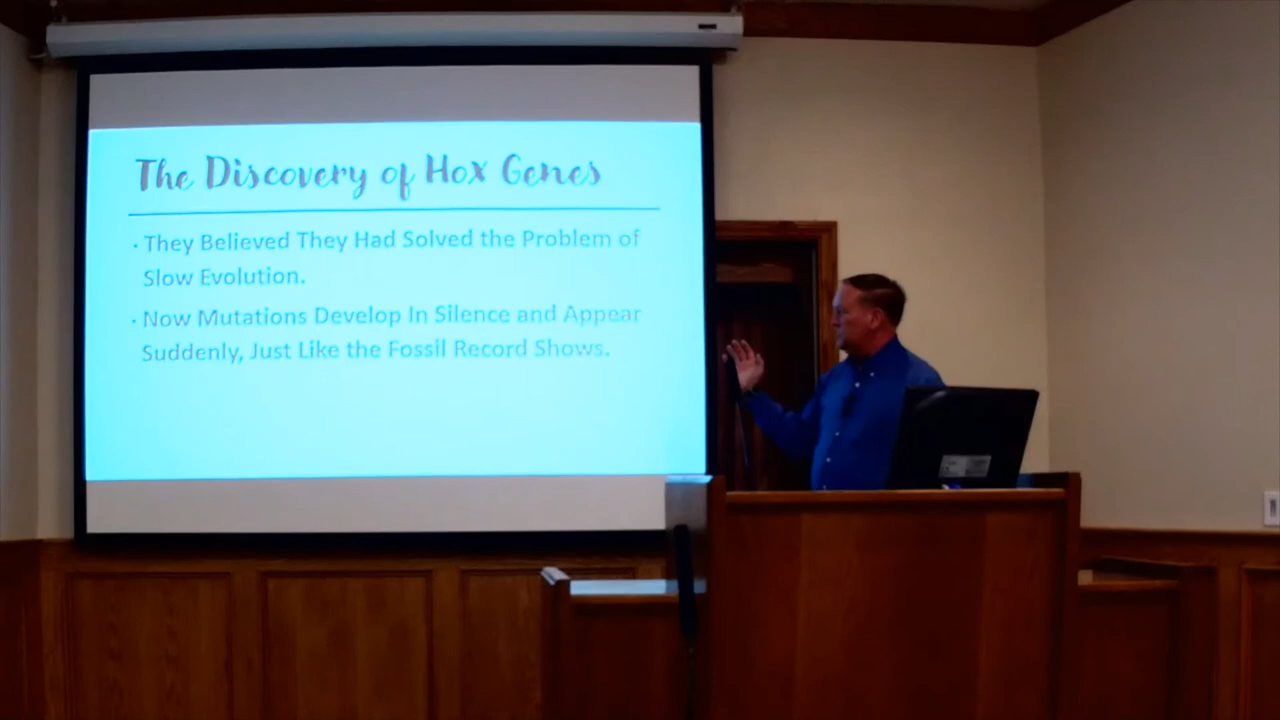 The Discovery of Hox Genes
· They Believed They Had Solved the Problem of
Slow Evolution.
· Now Mutations Develop In Silence and Appear
Suddenly, Just Like the Fossil Record Shows.